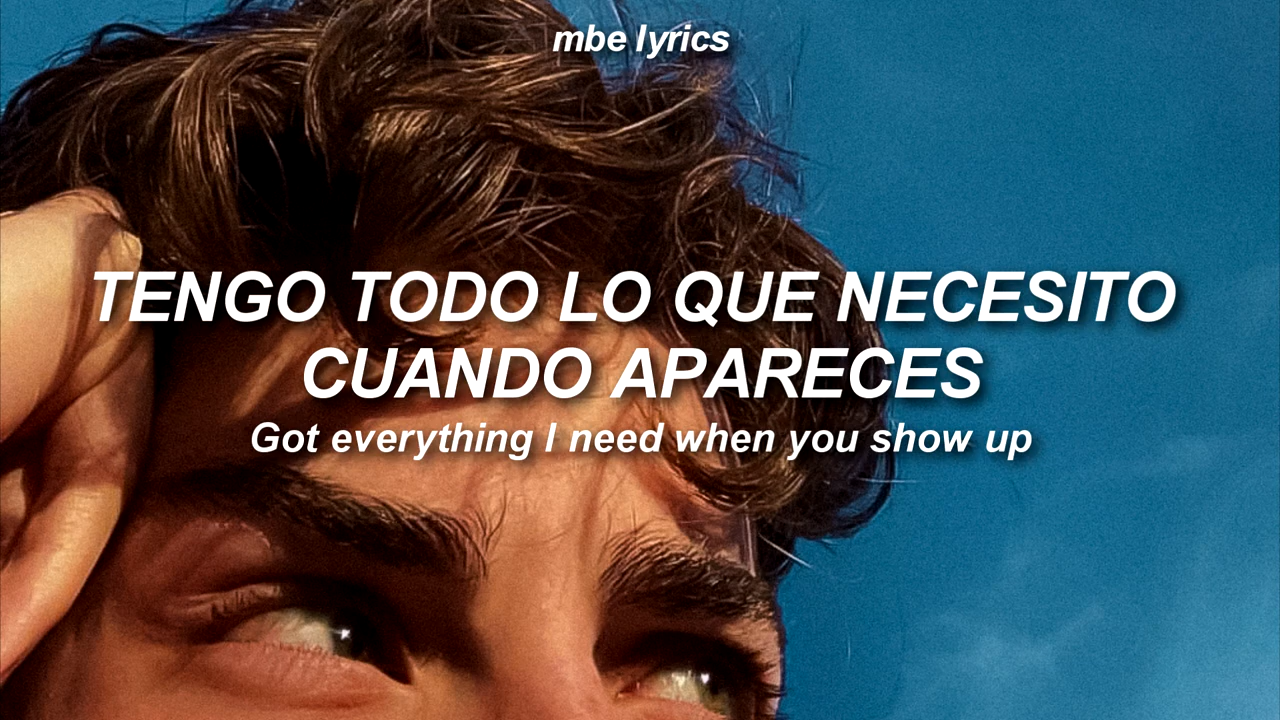 mbe lyrics
TENGO TODO LO QUE NECESITO
CUANDO APARECES
Got everything I need when you show up